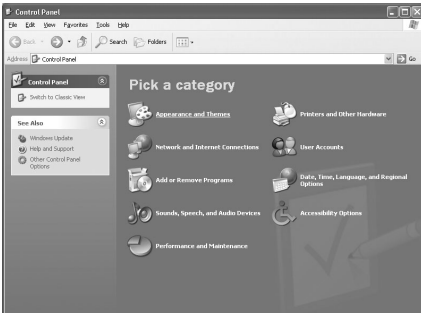 Control Panel
File Edit View Favorites Tools Help
Back Search Folders
Address Control Panel Go
Control Panel
Switch to Classic View
See Also
Windows Update
Help and Support
Other Control Panel
Options
Pick a category
Appearance and Themes
Printers and Other Hardware
Network and Internet Connections
User Accounts
Add or Remove Programs
Date, Time, Language, and Regional
Options
Sounds, Speech, and Audio Devices
Accessibility Options
Performance and Maintenance